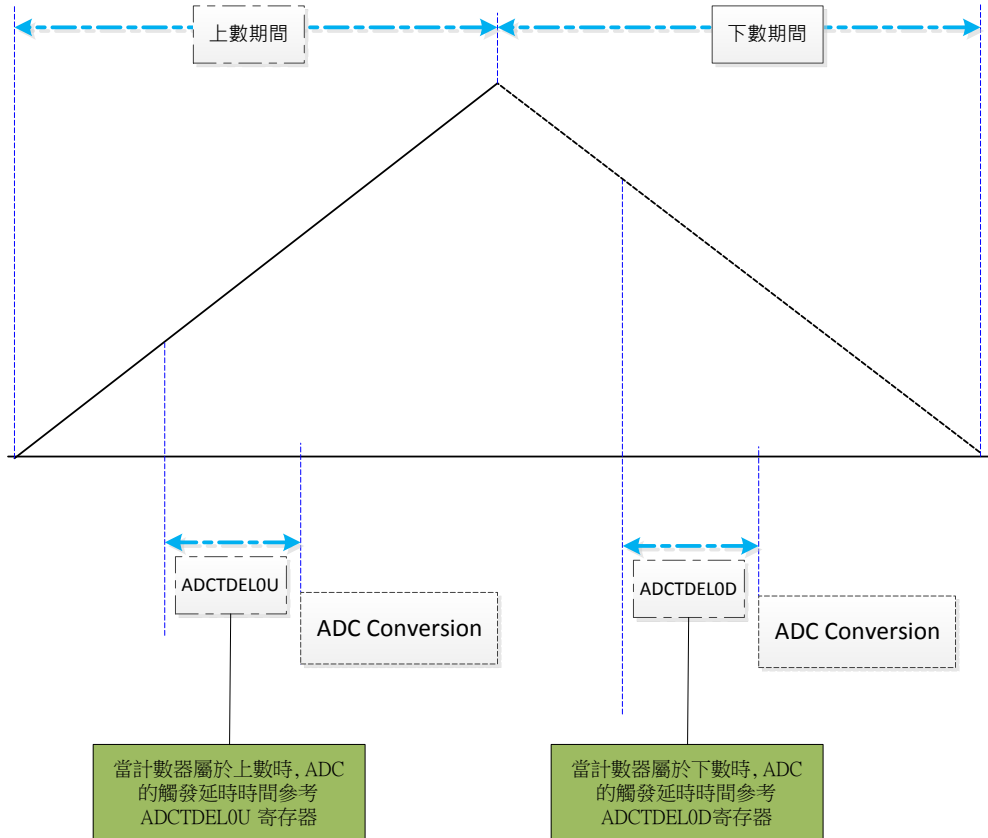 上數期間
下數期間
ADCTDEL0U
ADC Conversion
ADCTDEL0D
ADC Conversion
當計數器屬於上數時, ADC
的觸發延時時間參考
ADCTDEL0U 寄存器
當計數器屬於下數時, ADC
的觸發延時時間參考
ADCTDEL0D寄存器